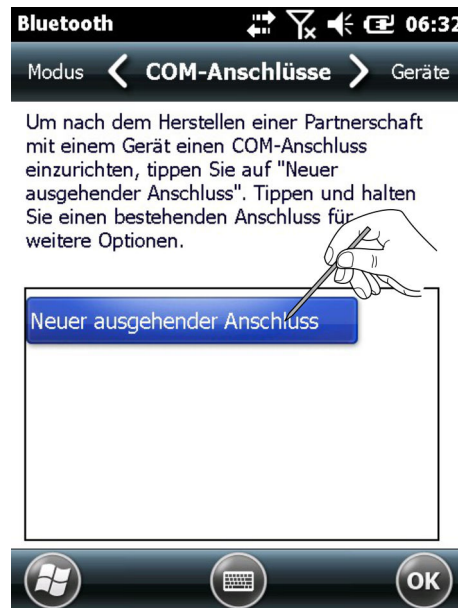 Bluetooth 06:32
Modus COM-Anschlüsse Geräte
Um nach dem Herstellen einer Partnerschaft
mit einem Gerät einen COM-Anschluss
einzurichten, tippen Sie auf "Neuer
ausgehender Anschluss". Tippen und halten
Sie einen bestehenden Anschluss für
weitere Optionen.
Neuer ausgehender Anschluss
OK